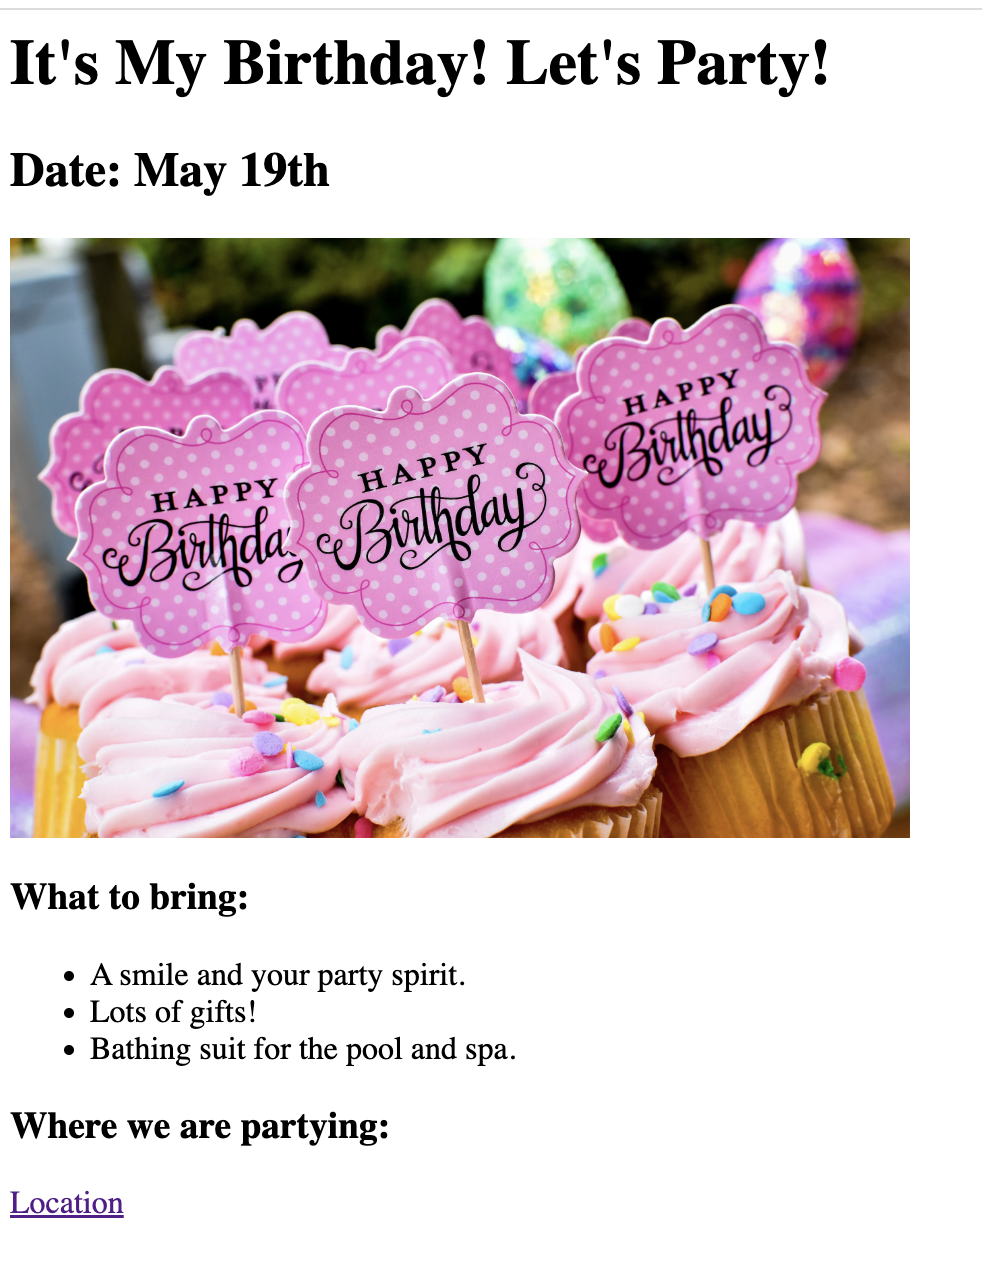 It's My Birthday! Let's Party!
Date: May 19th
HAPPY
Birthday
HAPPY
Birthday
HAPPY
What to bring:
A smile and your party spirit.
Lots of gifts!
Bathing suit for the pool and spa.
Where we are partying:
Location